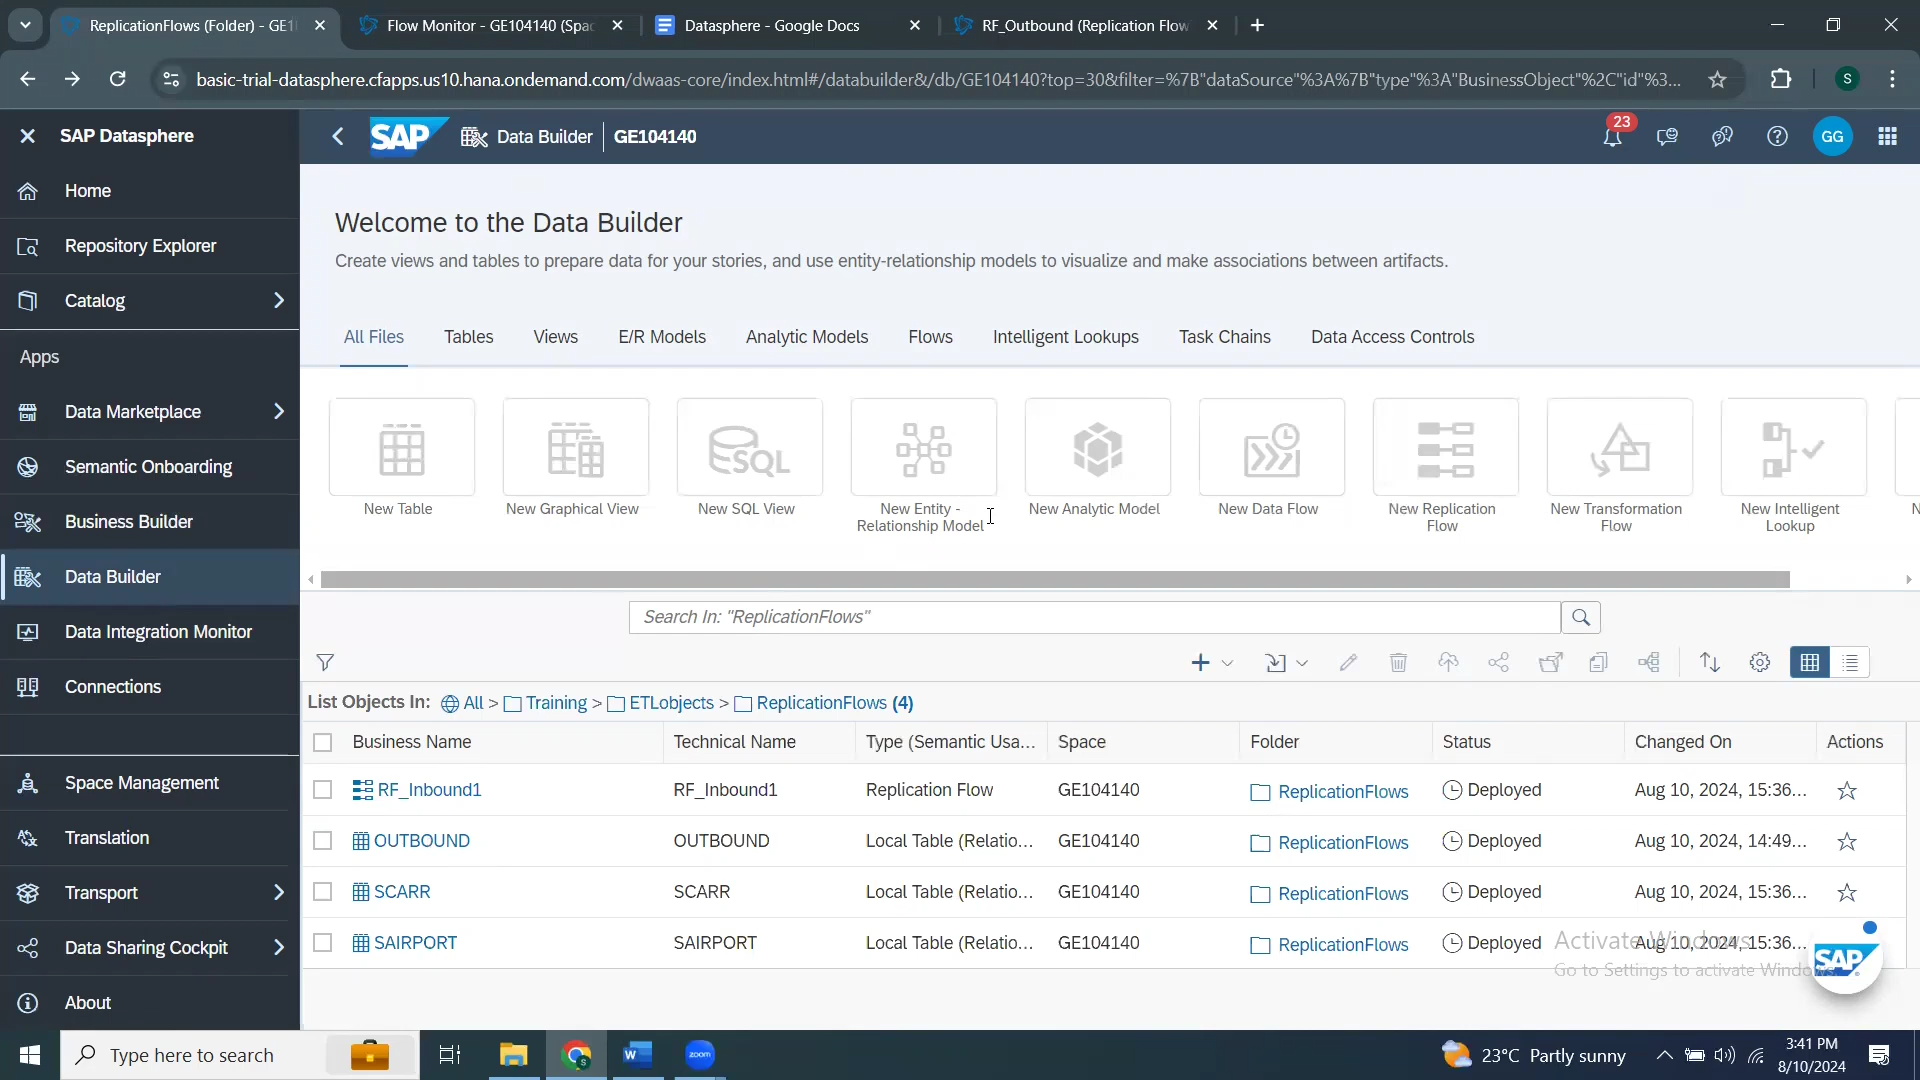 ReplicationFlows (Folder) - GE1
Flow Monitor - GE104140 (Spac
Datasphere - Google Docs
RF_Outbound (Replication Flow
basic-trial-datasphere.cfapps.us10.hana.ondemand.com/dwaas-core/index.html#/databuilder&/db/GE104140?top=30&filter=%7B"dataSource"%3A%7B"type"%3A"BusinessObject"%2C"id"%3...
S
SAP Datasphere
SAP
Data Builder
GE104140
23
GG
Home
Repository Explorer
Catalog
Apps
Data Marketplace
Semantic Onboarding
Business Builder
Data Builder
Data Integration Monitor
Connections
Space Management
Translation
Transport
Data Sharing Cockpit
About
Welcome to the Data Builder
Create views and tables to prepare data for your stories, and use entity-relationship models to visualize and make associations between artifacts.
All Files Tables Views E/R Models Analytic Models Flows Intelligent Lookups Task Chains Data Access Controls
SQL
New Table
New Graphical View
New SQL View
New Entity -
Relationship Model
New Analytic Model
New Data Flow
New Replication
Flow
New Transformation
Flow
New Intelligent
Lookup
N
Search In: "ReplicationFlows"
List Objects In: All > Training > ETLobjects > ReplicationFlows (4)
Business Name Technical Name Type (Semantic Usa... Space Folder Status Changed On Actions
RF_Inbound1 RF_Inbound1 Replication Flow GE104140 ReplicationFlows Deployed Aug 10, 2024, 15:36...
OUTBOUND OUTBOUND Local Table (Relatio... GE104140 ReplicationFlows Deployed Aug 10, 2024, 14:49...
SCARR SCARR Local Table (Relatio... GE104140 ReplicationFlows Deployed Aug 10, 2024, 15:36...
SAIRPORT SAIRPORT Local Table (Relatio... GE104140 ReplicationFlows Deployed Aug 10, 2024, 15:36...
Activate Windows
Go to Settings to activate Windows.
SAP
Type here to search
zoom
23°C Partly sunny
3:41 PM
8/10/2024